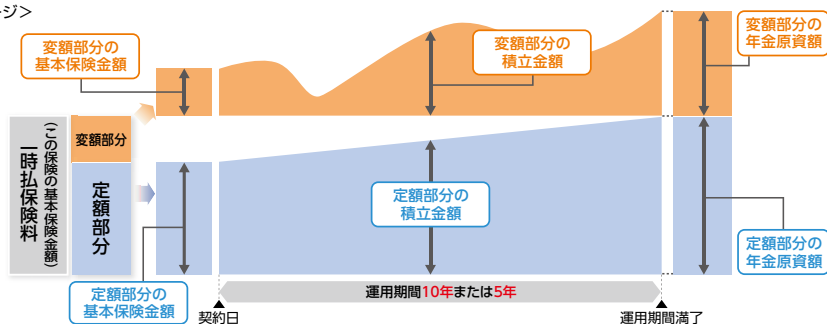 ージ＞
変額部分の
基本保険金額
変額部分の
積立金額
変額部分の
年金原資額
一時払保険料
(この保険の基本保険金額)
変額部分
定額部分
定額部分の
積立金額
定額部分の
年金原資額
定額部分の
基本保険金額
運用期間10年または5年
契約日
運用期間満了